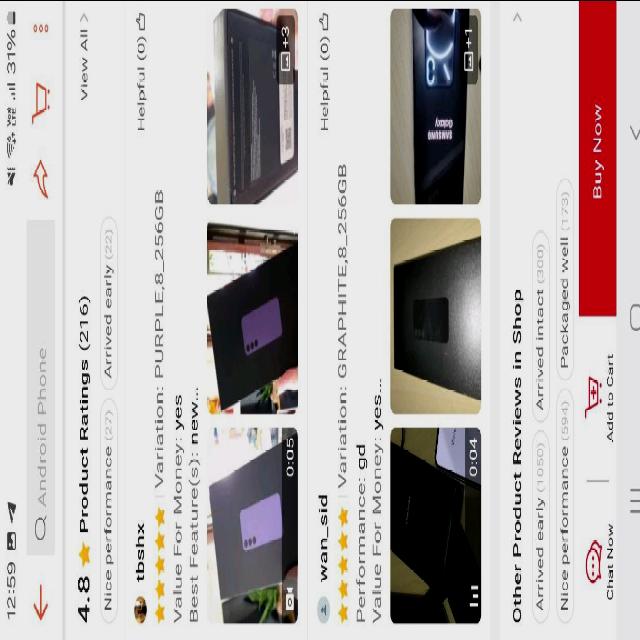 12:59
31%
Android Phone
4.8 ⭐ Product Ratings (216)
View All >
Nice performance (27)
Arrived early (22)
tbshx
Helpful (0)
Variation: PURPLE,8_256GB
Value For Money: yes
Best Feature(s): new...
0:05
+3
wan_sid
Helpful (0)
Variation: GRAPHITE,8_256GB
Performance: gd
Value For Money: yes...
0:04
SAMSUNG
Galaxy
+1
Other Product Reviews in Shop
>
Arrived early (1050)
Arrived intact (300)
Nice performance (594)
Packaged well (173)
Chat Now
Add to Cart
Buy Now